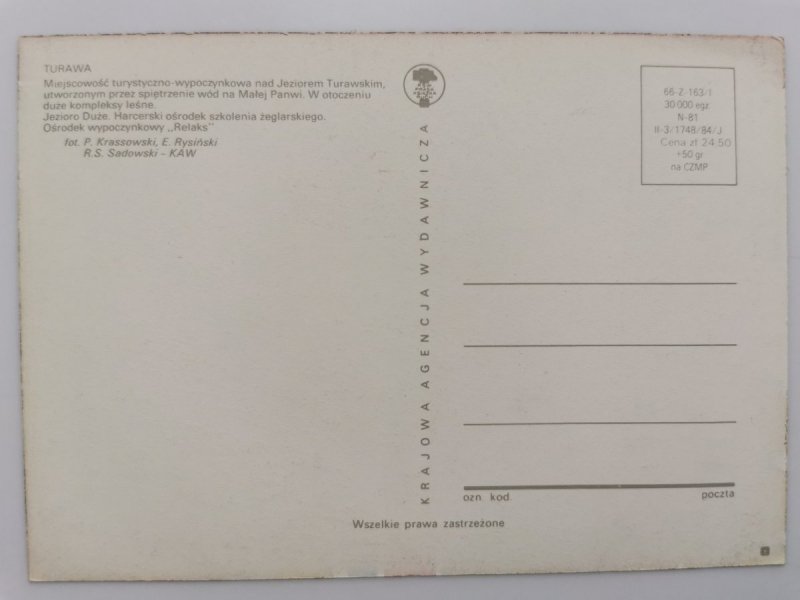 TURAWA
Miejscowość turystyczno-wypoczynkowa nad Jeziorem Turawskim,
utworzonym przez spiętrzenie wód na Małej Panwi. W otoczeniu
duże kompleksy leśne.
Jezioro Duże. Harcerski ośrodek szkolenia żeglarskiego.
Ośrodek wypoczynkowy „Relaks"
fot. P. Krassowski, E. Rysiński
R.S. Sadowski – KAW
KRAJOWA AGENCJA WYDAWNICZA
66-Z-163/I
30 000 egz.
N-81
II-3/1748/84/J
Cena zł 24,50
+50 gr
na CZMP
ozn. kod.
poczta
Wszelkie prawa zastrzeżone